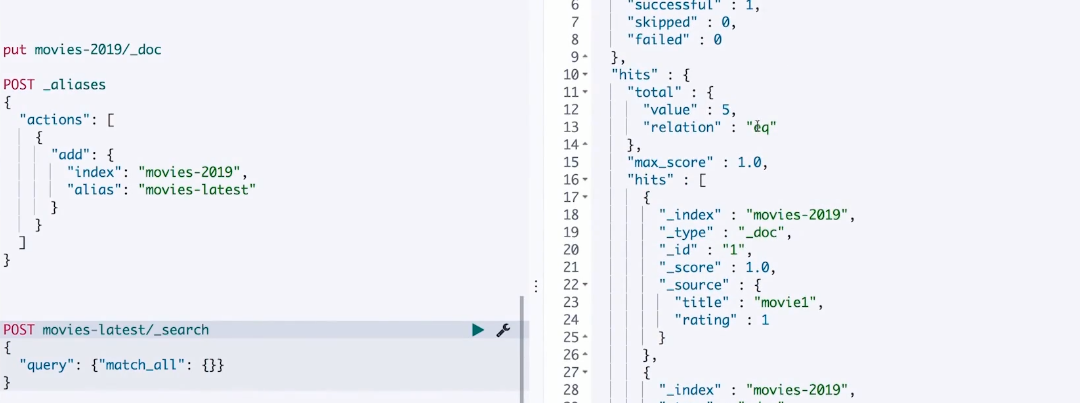 put movies-2019/_doc
POST _aliases
{
"actions": [
{
"add": {
"index": "movies-2019",
"alias": "movies-latest"
}
}
]
}
POST movies-latest/_search
{
"query": {"match_all": {}}
}
6 "successful" : 1,
7 "skipped" : 0,
8 "failed" : 0
9 },
10 "hits" : {
11 "total" : {
12 "value" : 5,
13 "relation" : "eq"
14 },
15 "max_score" : 1.0,
16 "hits" : [
17 {
18 "_index" : "movies-2019",
19 "_type" : "_doc",
20 "_id" : "1",
21 "_score" : 1.0,
22 "_source" : {
23 "title" : "movie1",
24 "rating" : 1
25 }
26 },
27 {
28 "_index" : "movies-2019",